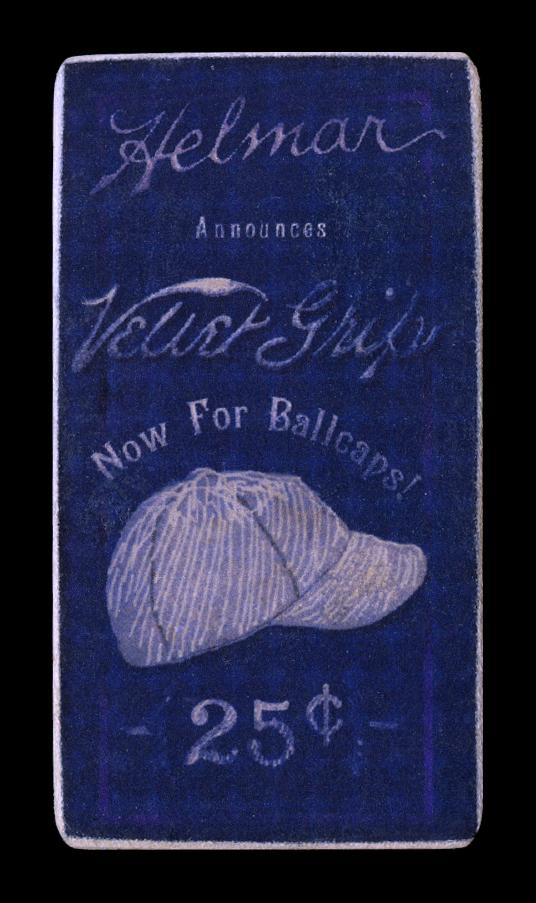 Helmar
Announces
Velvet Grip
Now For Ballcaps!
25¢